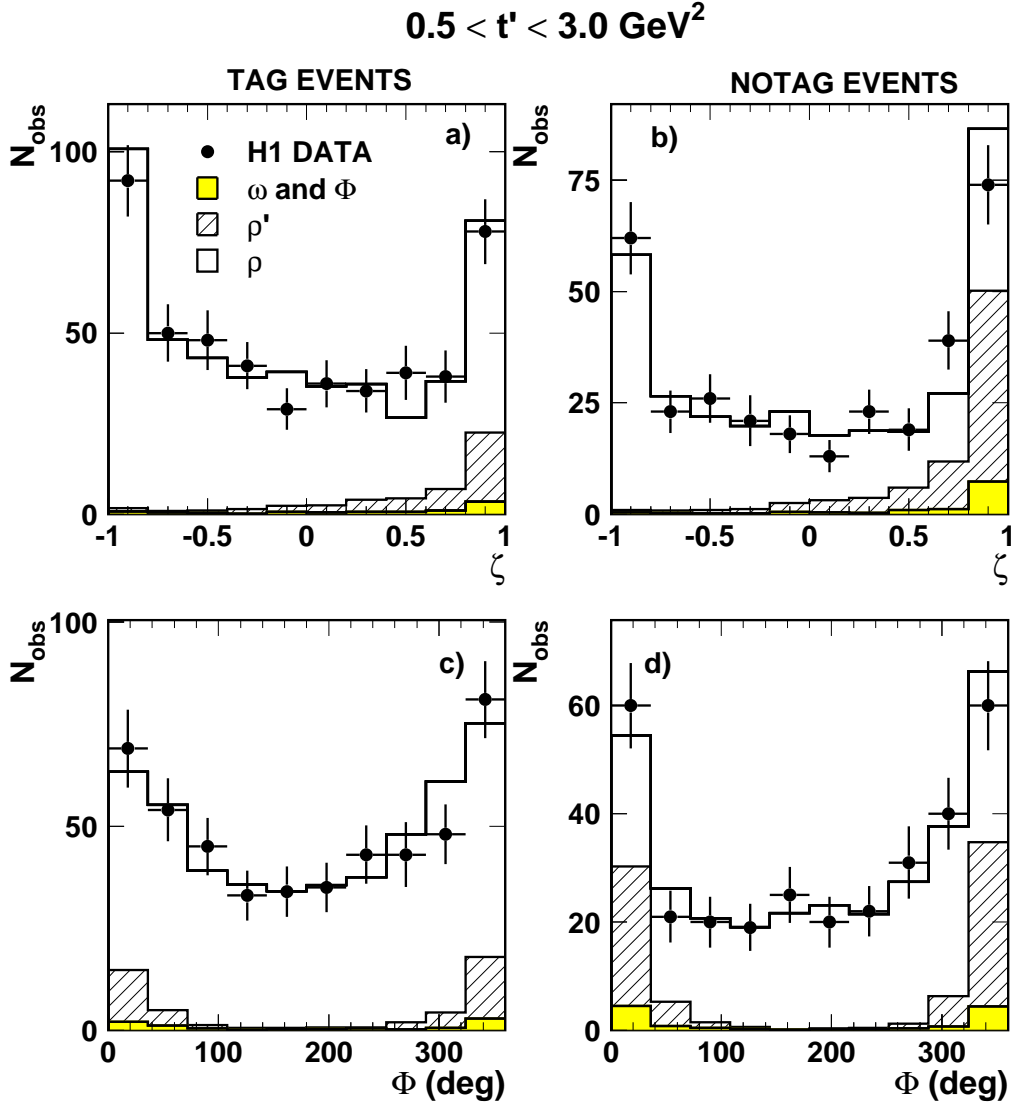 0.5 < t' < 3.0 GeV²
TAG EVENTS
NOTAG EVENTS
N_obs
a)
H1 DATA
ω and Φ
ρ'
ρ
100
50
0
-1 -0.5 0 0.5 1
ζ
N_obs
b)
75
50
25
0
-1 -0.5 0 0.5 1
ζ
N_obs
c)
100
50
0
0 100 200 300
Φ (deg)
N_obs
d)
60
40
20
0
0 100 200 300
Φ (deg)